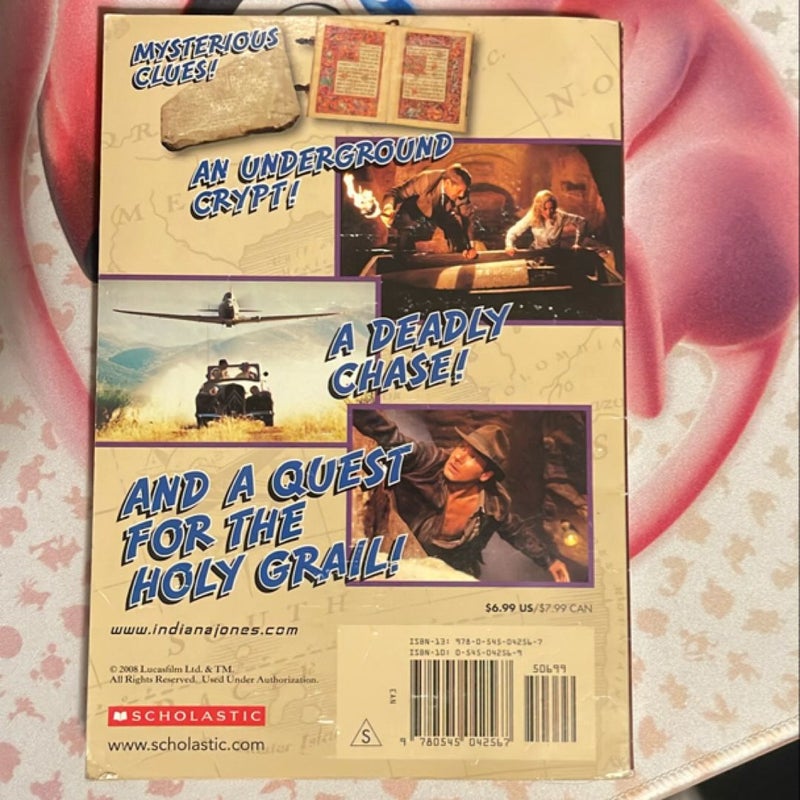 MYSTERIOUS
CLUES!
AN UNDERGROUND
CRYPT!
A DEADLY
CHASE!
AND A QUEST
FOR THE
HOLY GRAIL!
$6.99 US/$7.99 CAN
www.indianajones.com
ISBN-13: 978-0-545-04256-7
ISBN-10: 0-545-04256-9
50699
© 2008 Lucasfilm Ltd. & TM.
All Rights Reserved. Used Under Authorization.
EAN
SCHOLASTIC
www.scholastic.com
S
9 780545 042567